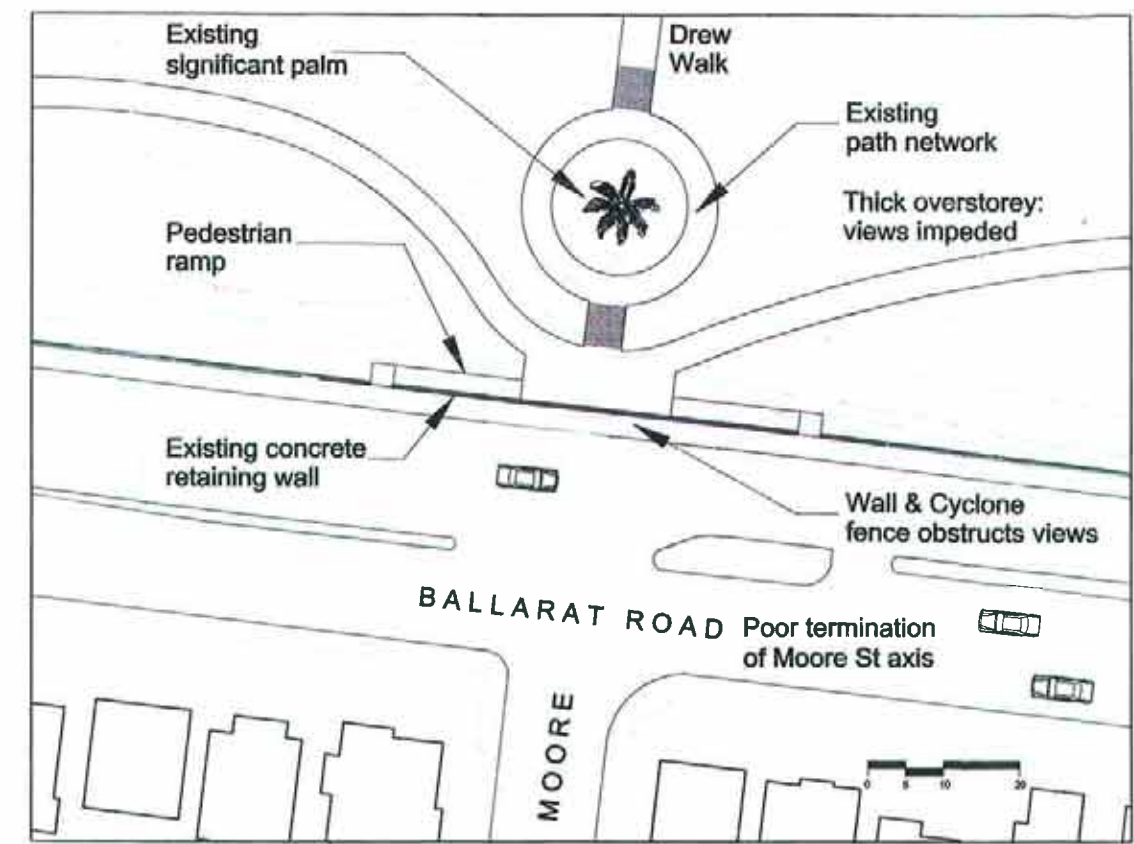 Existing
significant palm
Drew
Walk
Existing
path network
Thick overstorey:
views impeded
Pedestrian
ramp
Existing concrete
retaining wall
Wall & Cyclone
fence obstructs views
BALLARAT ROAD
Poor termination
of Moore St axis
MOORE
0 5 10 20